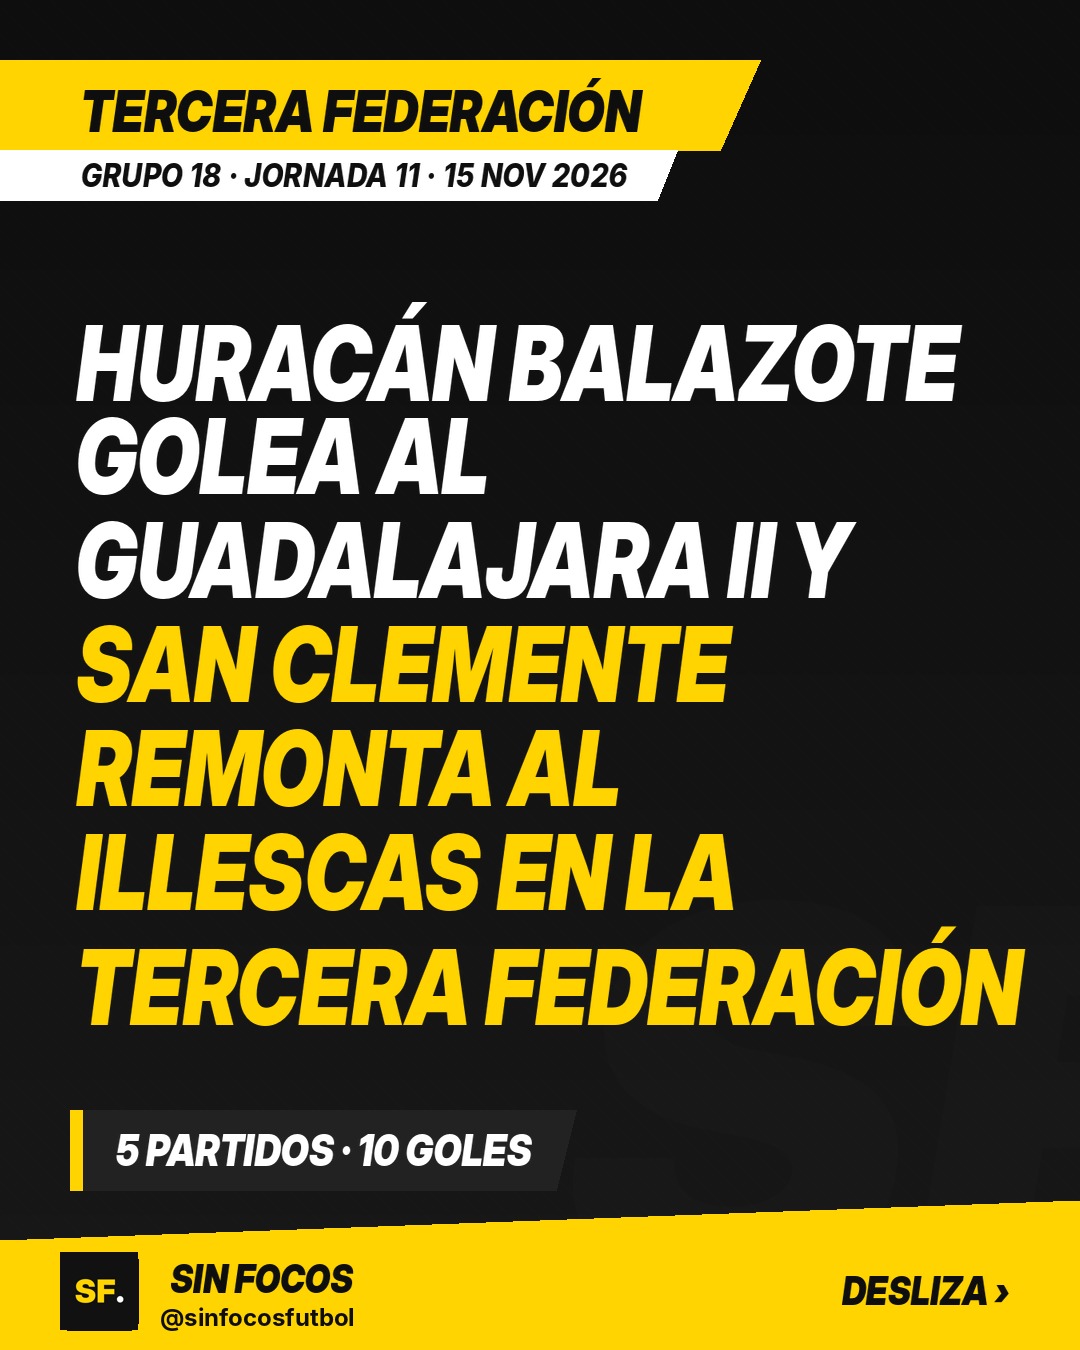 TERCERA FEDERACIÓN
GRUPO 18 · JORNADA 11 · 15 NOV 2026
HURACÁN BALAZOTE
GOLEA AL
GUADALAJARA II Y
SAN CLEMENTE
REMONTA AL
ILLESCAS EN LA
TERCERA FEDERACIÓN
5 PARTIDOS · 10 GOLES
SF.
SIN FOCOS
@sinfocosfutbol
DESLIZA ›